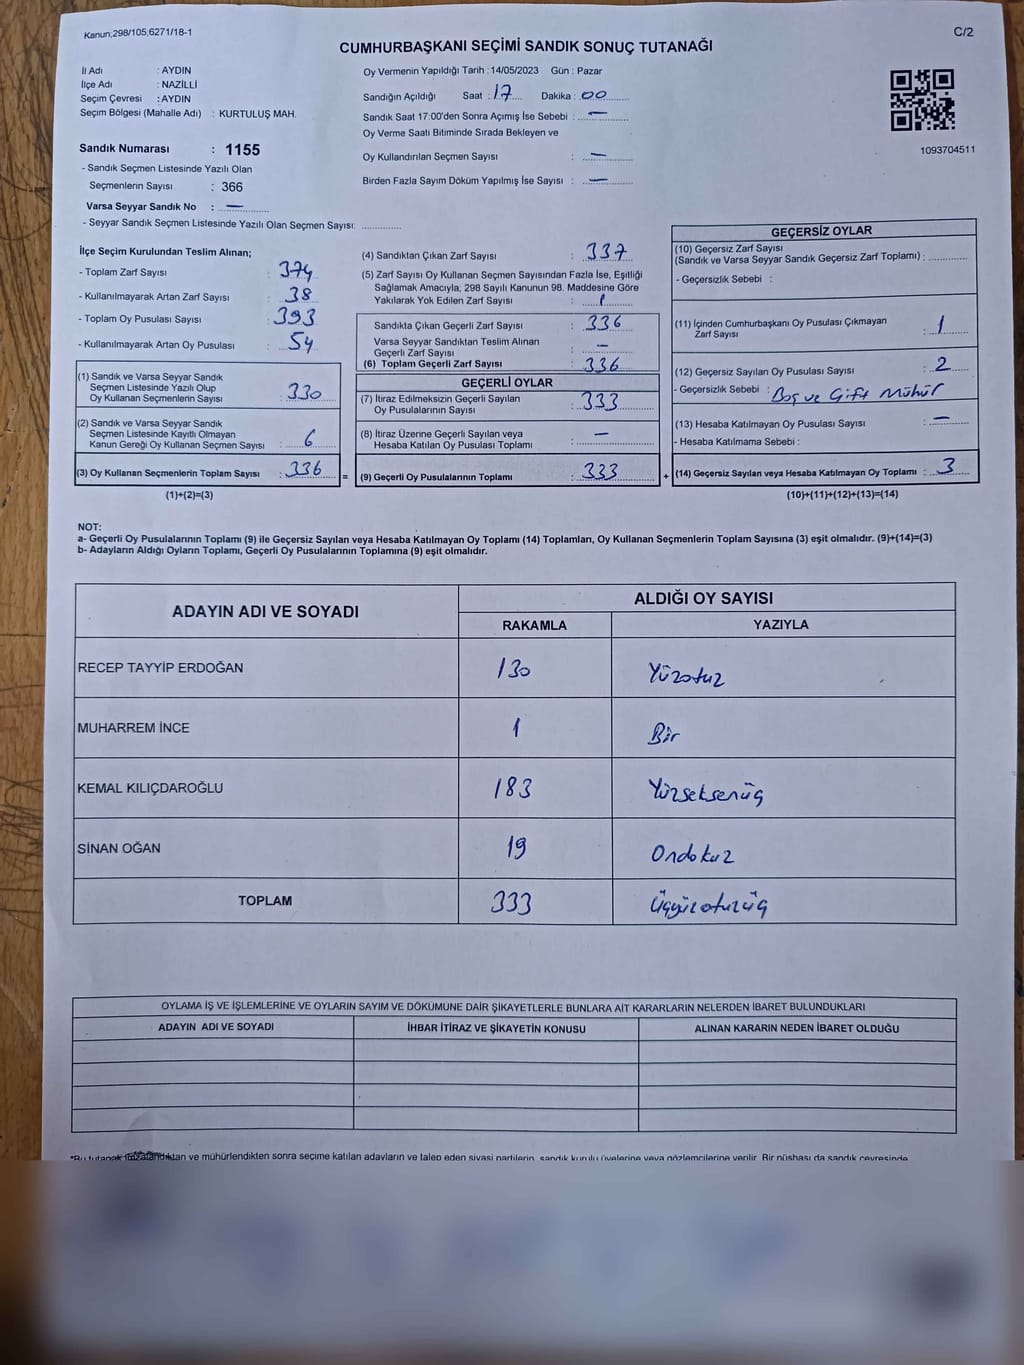 Kanun,298/105,6271/18-1
C/2
CUMHURBAŞKANI SEÇİMİ SANDIK SONUÇ TUTANAĞI
İl Adı : AYDIN
İlçe Adı : NAZİLLİ
Seçim Çevresi : AYDIN
Seçim Bölgesi (Mahalle Adı) : KURTULUŞ MAH.
Sandık Numarası : 1155
- Sandık Seçmen Listesinde Yazılı Olan
Seçmenlerin Sayısı : 366
Varsa Seyyar Sandık No : —
- Seyyar Sandık Seçmen Listesinde Yazılı Olan Seçmen Sayısı: ..............
Oy Vermenin Yapıldığı Tarih : 14/05/2023 Gün : Pazar
Sandığın Açıldığı Saat : 17 Dakika : 00
Sandık Saat 17:00'den Sonra Açımış İse Sebebi : —
Oy Verme Saati Bitiminde Sırada Bekleyen ve
Oy Kullandırılan Seçmen Sayısı : —
Birden Fazla Sayım Döküm Yapılmış İse Sayısı : —
1093704511
İlçe Seçim Kurulundan Teslim Alınan;
- Toplam Zarf Sayısı : 374
- Kullanılmayarak Artan Zarf Sayısı : 38
- Toplam Oy Pusulası Sayısı : 393
- Kullanılmayarak Artan Oy Pusulası : 54
(1) Sandık ve Varsa Seyyar Sandık
Seçmen Listesinde Yazılı Olup
Oy Kullanan Seçmenlerin Sayısı : 330
(2) Sandık ve Varsa Seyyar Sandık
Seçmen Listesinde Kayıtlı Olmayan
Kanun Gereği Oy Kullanan Seçmen Sayısı : 6
(3) Oy Kullanan Seçmenlerin Toplam Sayısı : 336 =
(1)+(2)=(3)
(4) Sandıktan Çıkan Zarf Sayısı : 337
(5) Zarf Sayısı Oy Kullanan Seçmen Sayısından Fazla İse, Eşitliği
Sağlamak Amacıyla, 298 Sayılı Kanunun 98. Maddesine Göre
Yakılarak Yok Edilen Zarf Sayısı : 1
Sandıkta Çıkan Geçerli Zarf Sayısı : 336
Varsa Seyyar Sandıktan Teslim Alınan
Geçerli Zarf Sayısı : —
(6) Toplam Geçerli Zarf Sayısı : 336
GEÇERLİ OYLAR
(7) İtiraz Edilmeksizin Geçerli Sayılan
Oy Pusulalarının Sayısı : 333
(8) İtiraz Üzerine Geçerli Sayılan veya
Hesaba Katılan Oy Pusulası Toplamı : —
(9) Geçerli Oy Pusulalarının Toplamı : 333 +
GEÇERSİZ OYLAR
(10) Geçersiz Zarf Sayısı
(Sandık ve Varsa Seyyar Sandık Geçersiz Zarf Toplamı) : ..............
- Geçersizlik Sebebi :
(11) İçinden Cumhurbaşkanı Oy Pusulası Çıkmayan
Zarf Sayısı : 1
(12) Geçersiz Sayılan Oy Pusulası Sayısı : 2
- Geçersizlik Sebebi : Boş ve Çift Mühür
(13) Hesaba Katılmayan Oy Pusulası Sayısı : —
- Hesaba Katılmama Sebebi :
(14) Geçersiz Sayılan veya Hesaba Katılmayan Oy Toplamı : 3
(10)+(11)+(12)+(13)=(14)
NOT:
a- Geçerli Oy Pusulalarının Toplamı (9) ile Geçersiz Sayılan veya Hesaba Katılmayan Oy Toplamı (14) Toplamları, Oy Kullanan Seçmenlerin Toplam Sayısına (3) eşit olmalıdır. (9)+(14)=(3)
b- Adayların Aldığı Oyların Toplamı, Geçerli Oy Pusulalarının Toplamına (9) eşit olmalıdır.
ADAYIN ADI VE SOYADI
ALDIĞI OY SAYISI
RAKAMLA YAZIYLA
RECEP TAYYİP ERDOĞAN 130 Yüzotuz
MUHARREM İNCE 1 Bir
KEMAL KILIÇDAROĞLU 183 Yüzseksenüç
SİNAN OĞAN 19 Ondokuz
TOPLAM 333 Üçyüzotuzüç
OYLAMA İŞ VE İŞLEMLERİNE VE OYLARIN SAYIM VE DÖKÜMUNE DAİR ŞİKAYETLERLE BUNLARA AİT KARARLARIN NELERDEN İBARET BULUNDUKLARI
ADAYIN ADI VE SOYADI İHBAR İTİRAZ VE ŞİKAYETİN KONUSU ALINAN KARARIN NEDEN İBARET OLDUĞU
*Bu tutanak imzalandıktan ve mühürlendikten sonra seçime katılan adayların ve talep eden siyasi partilerin, sandık kurulu üyelerine veya gözlemcilerine verilir. Bir nüshası da sandık çevresinde